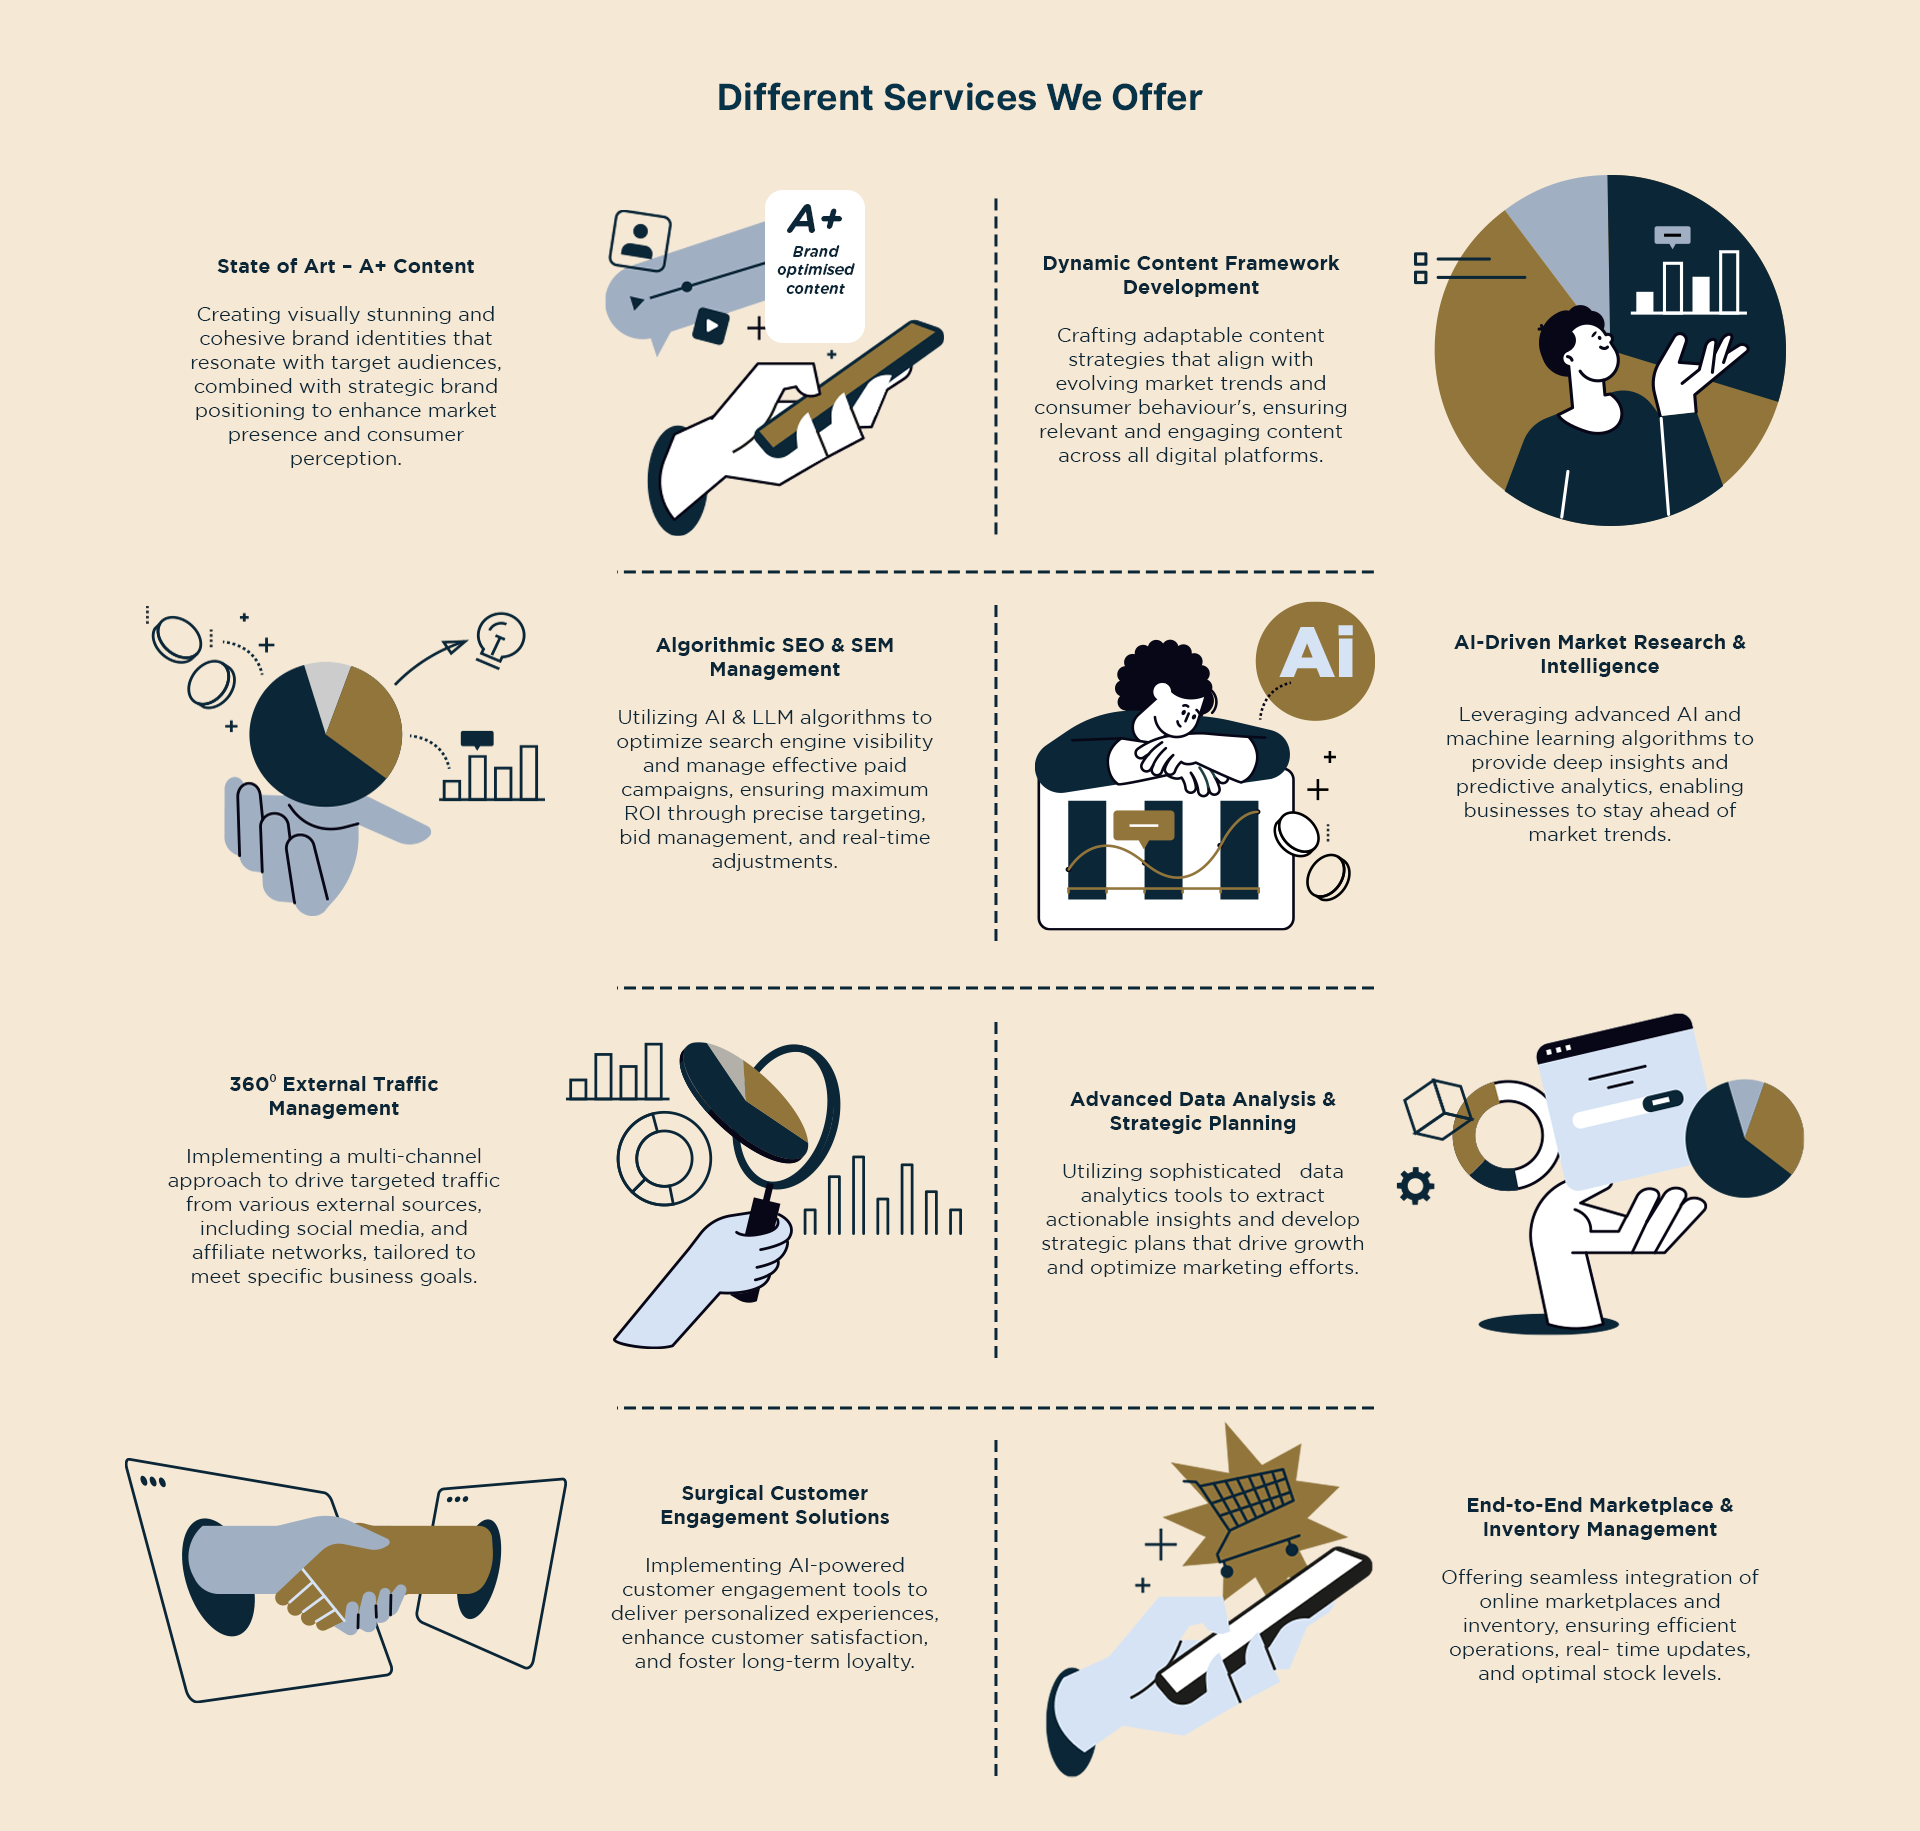 Different Services We Offer
State of Art – A+ Content
Creating visually stunning and
cohesive brand identities that
resonate with target audiences,
combined with strategic brand
positioning to enhance market
presence and consumer
perception.
A+
Brand
optimised
content
Dynamic Content Framework
Development
Crafting adaptable content
strategies that align with
evolving market trends and
consumer behaviour's, ensuring
relevant and engaging content
across all digital platforms.
Algorithmic SEO & SEM
Management
Utilizing AI & LLM algorithms to
optimize search engine visibility
and manage effective paid
campaigns, ensuring maximum
ROI through precise targeting,
bid management, and real-time
adjustments.
Ai
AI-Driven Market Research &
Intelligence
Leveraging advanced AI and
machine learning algorithms to
provide deep insights and
predictive analytics, enabling
businesses to stay ahead of
market trends.
360⁰ External Traffic
Management
Implementing a multi-channel
approach to drive targeted traffic
from various external sources,
including social media, and
affiliate networks, tailored to
meet specific business goals.
Advanced Data Analysis &
Strategic Planning
Utilizing sophisticated data
analytics tools to extract
actionable insights and develop
strategic plans that drive growth
and optimize marketing efforts.
Surgical Customer
Engagement Solutions
Implementing AI-powered
customer engagement tools to
deliver personalized experiences,
enhance customer satisfaction,
and foster long-term loyalty.
End-to-End Marketplace &
Inventory Management
Offering seamless integration of
online marketplaces and
inventory, ensuring efficient
operations, real- time updates,
and optimal stock levels.